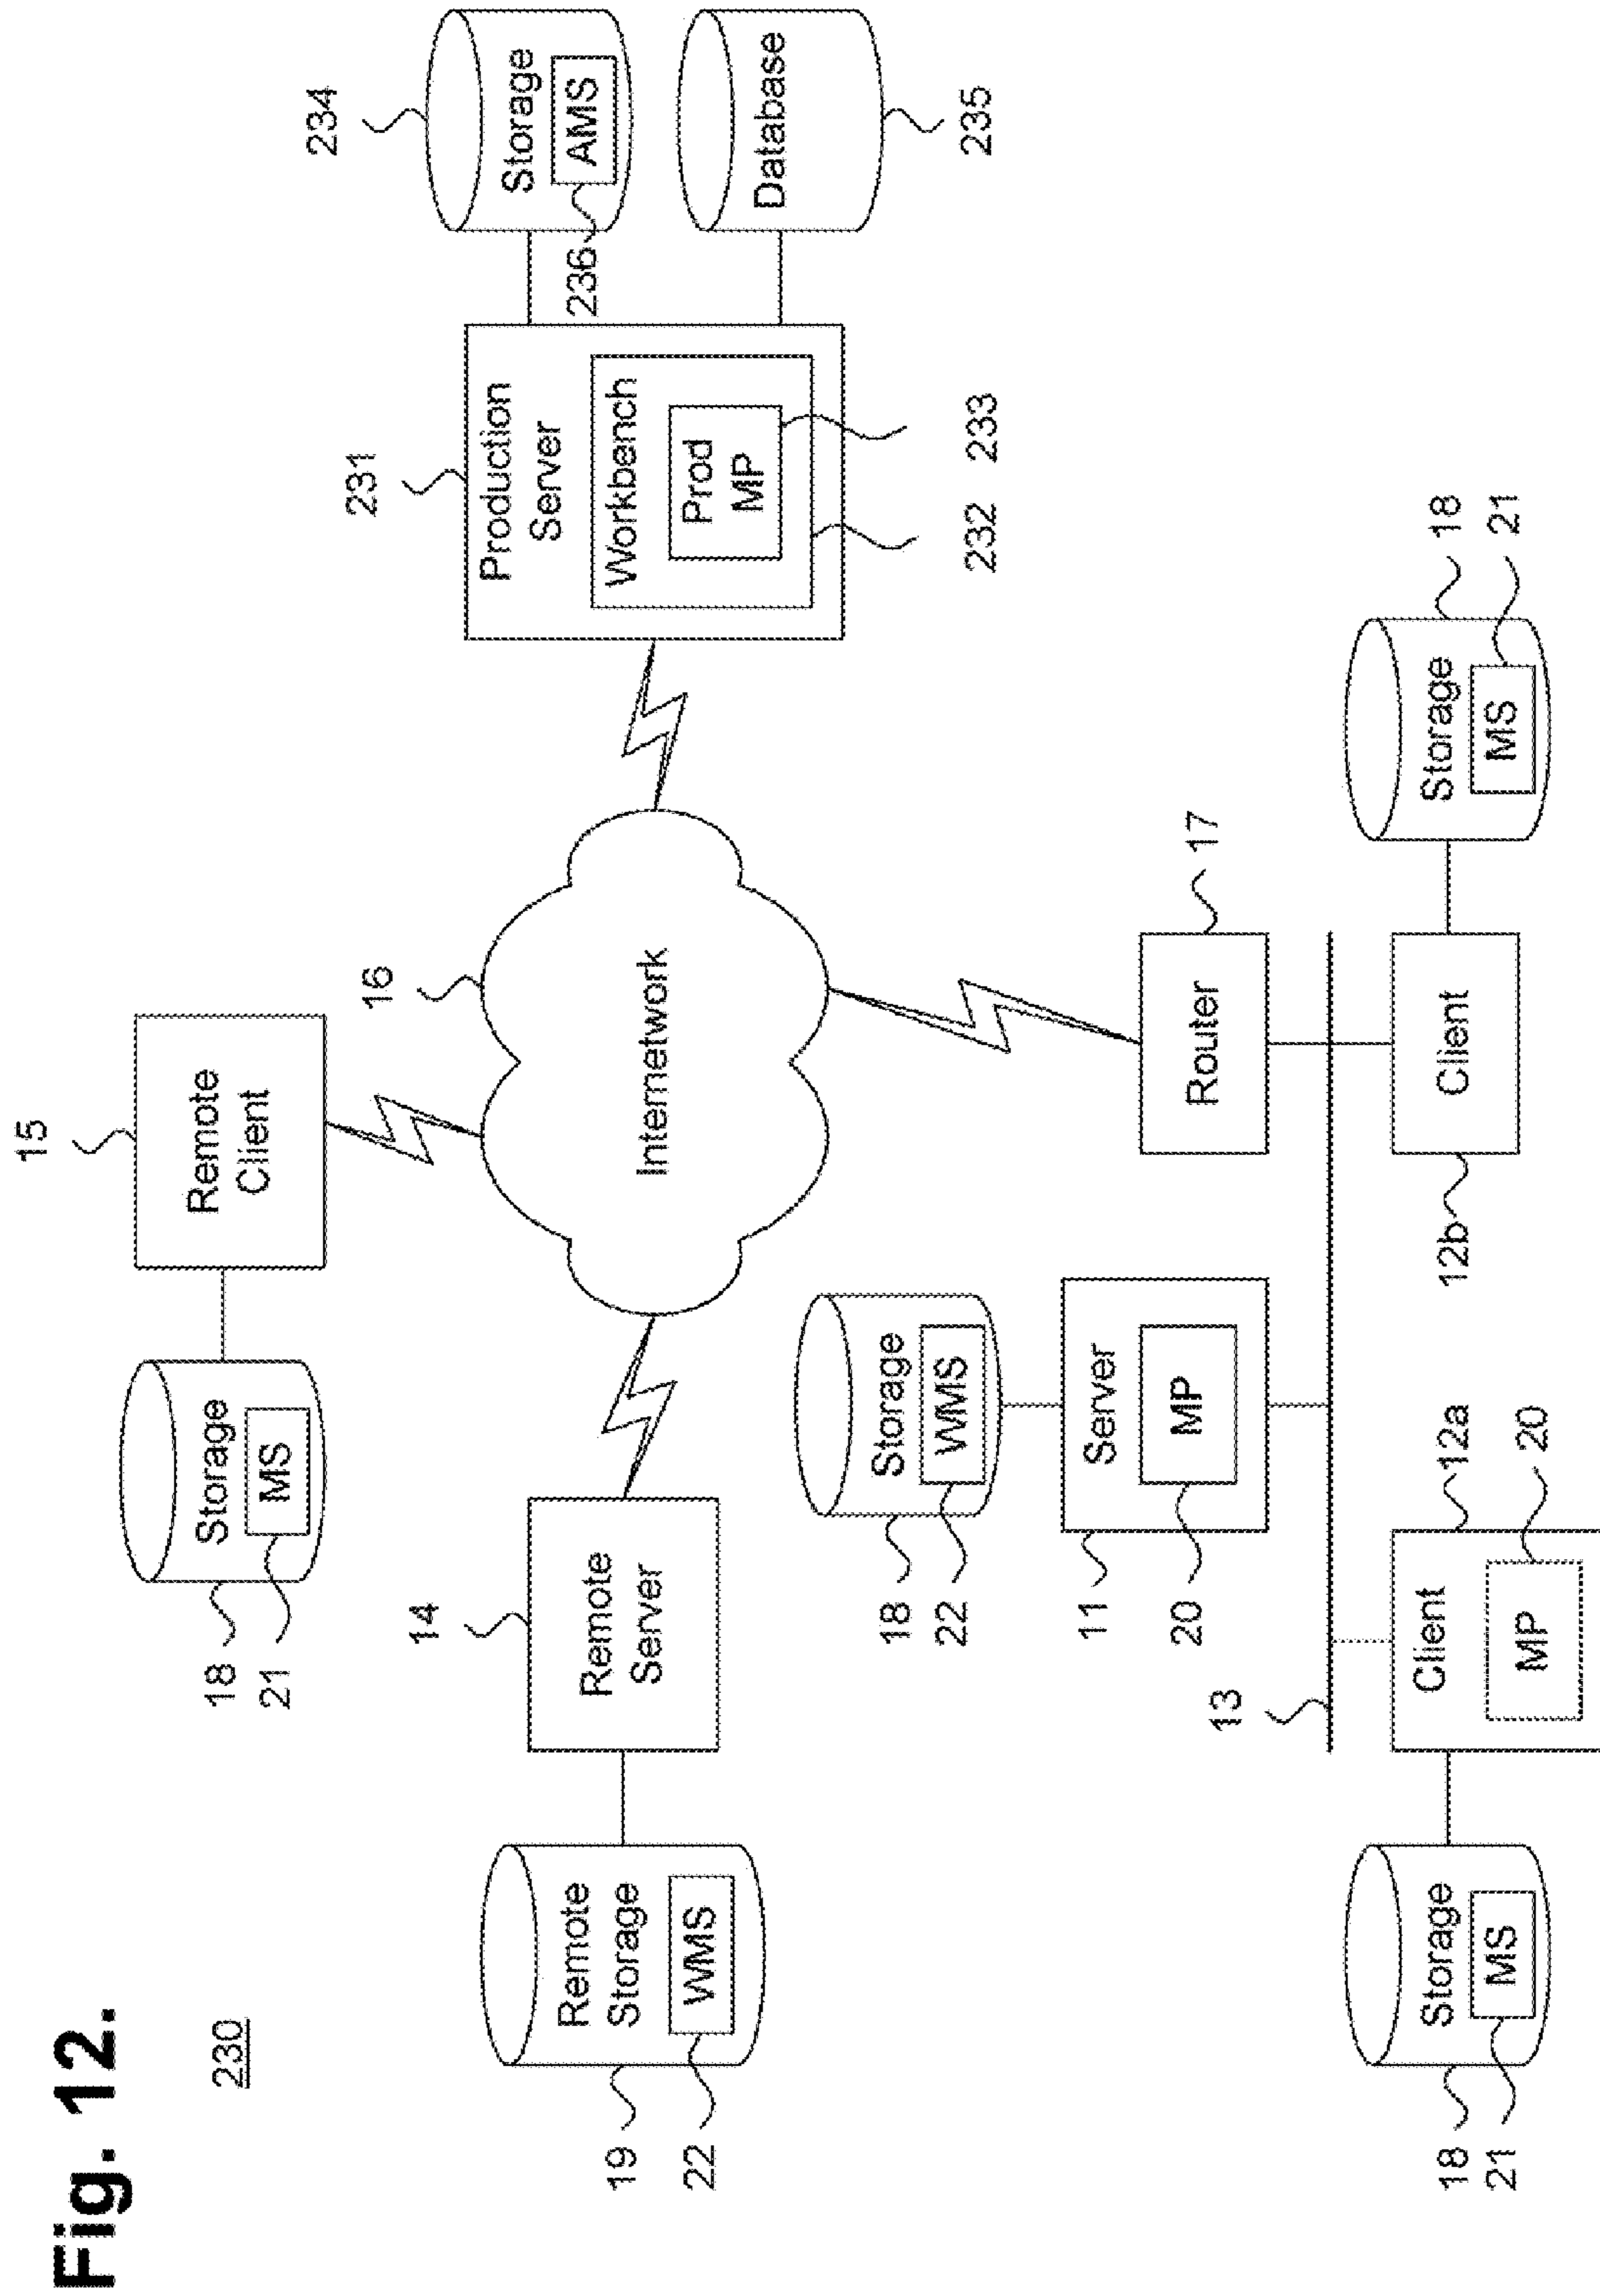 Fig. 12.
230
15
Remote
Client
Storage
MS
18
21
16
Internetwork
14
Remote
Server
Remote
Storage
WMS
19
22
231
Production
Server
Workbench
Prod
MP
232
233
234
Storage
AMS
236
Database
235
Storage
WMS
18
22
Server
MP
11
20
Router
17
13
Client
MP
12a
20
Storage
MS
18
21
Client
12b
Storage
MS
18
21